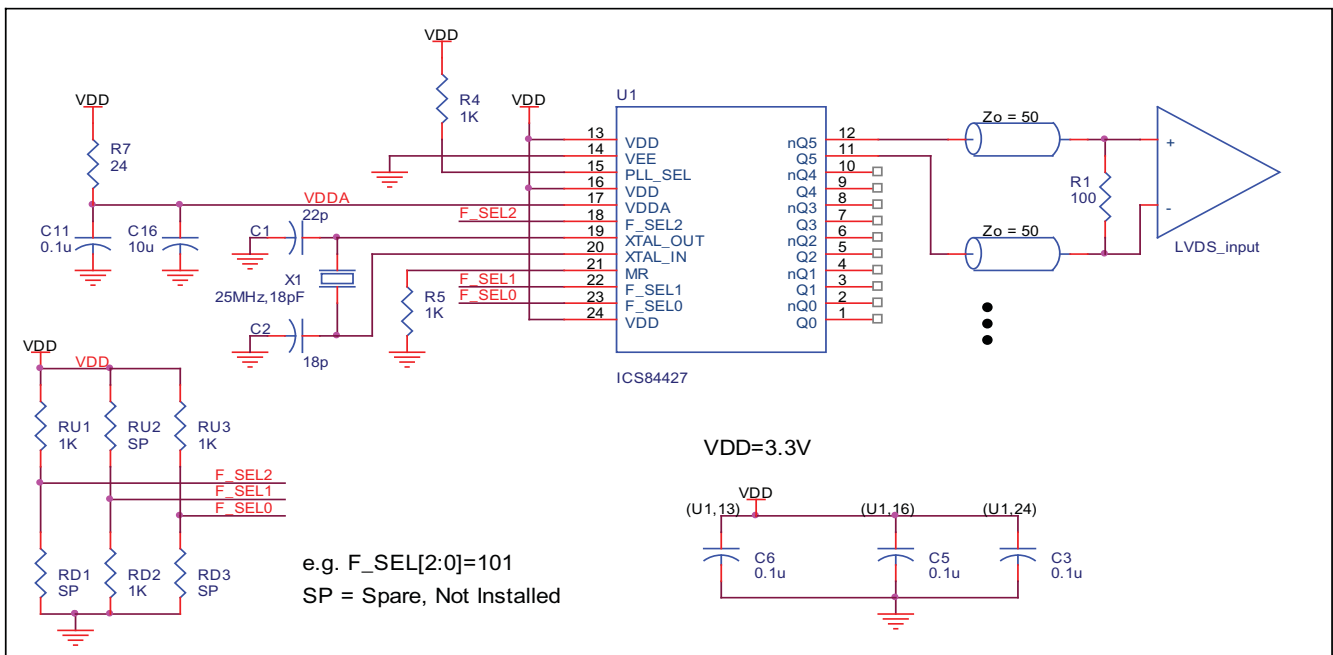 VDD
R4
1K
VDD
R7
24
VDDA
C11
0.1u
C16
10u
C1
22p
X1
25MHz,18pF
C2
18p
R5
1K
F_SEL2
F_SEL1
F_SEL0
VDD
U1
13 VDD
14 VEE
15 PLL_SEL
16 VDD
17 VDDA
18 F_SEL2
19 XTAL_OUT
20 XTAL_IN
21 MR
22 F_SEL1
23 F_SEL0
24 VDD
nQ5 12
Q5 11
nQ4 10
Q4 9
nQ3 8
Q3 7
nQ2 6
Q2 5
nQ1 4
Q1 3
nQ0 2
Q0 1
ICS84427
Zo = 50
R1
100
Zo = 50
+
-
LVDS_input
VDD
VDD
RU1
1K
RU2
SP
RU3
1K
F_SEL2
F_SEL1
F_SEL0
RD1
SP
RD2
1K
RD3
SP
e.g. F_SEL[2:0]=101
SP = Spare, Not Installed
VDD=3.3V
VDD
(U1,13)
(U1,16)
(U1,24)
C6
0.1u
C5
0.1u
C3
0.1u